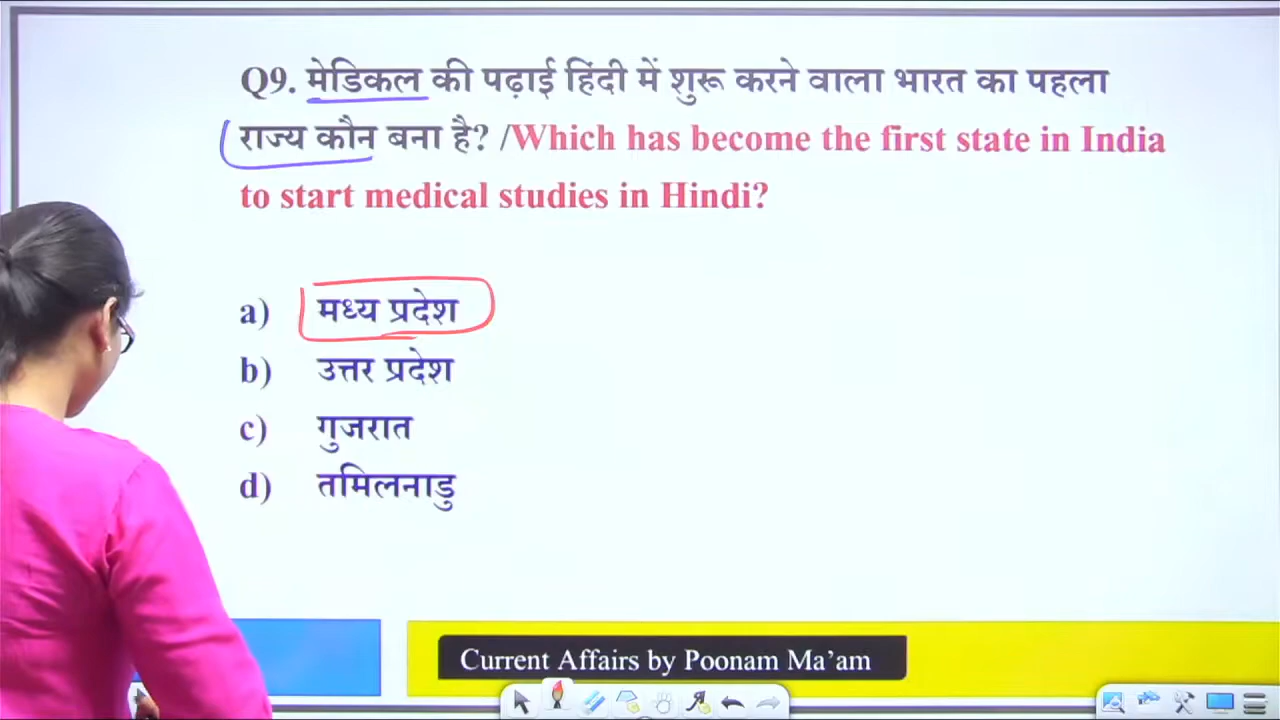 Q9. मेडिकल की पढ़ाई हिंदी में शुरू करने वाला भारत का पहला
राज्य कौन बना है? /Which has become the first state in India
to start medical studies in Hindi?
a) मध्य प्रदेश
b) उत्तर प्रदेश
c) गुजरात
d) तमिलनाडु
Current Affairs by Poonam Ma’am